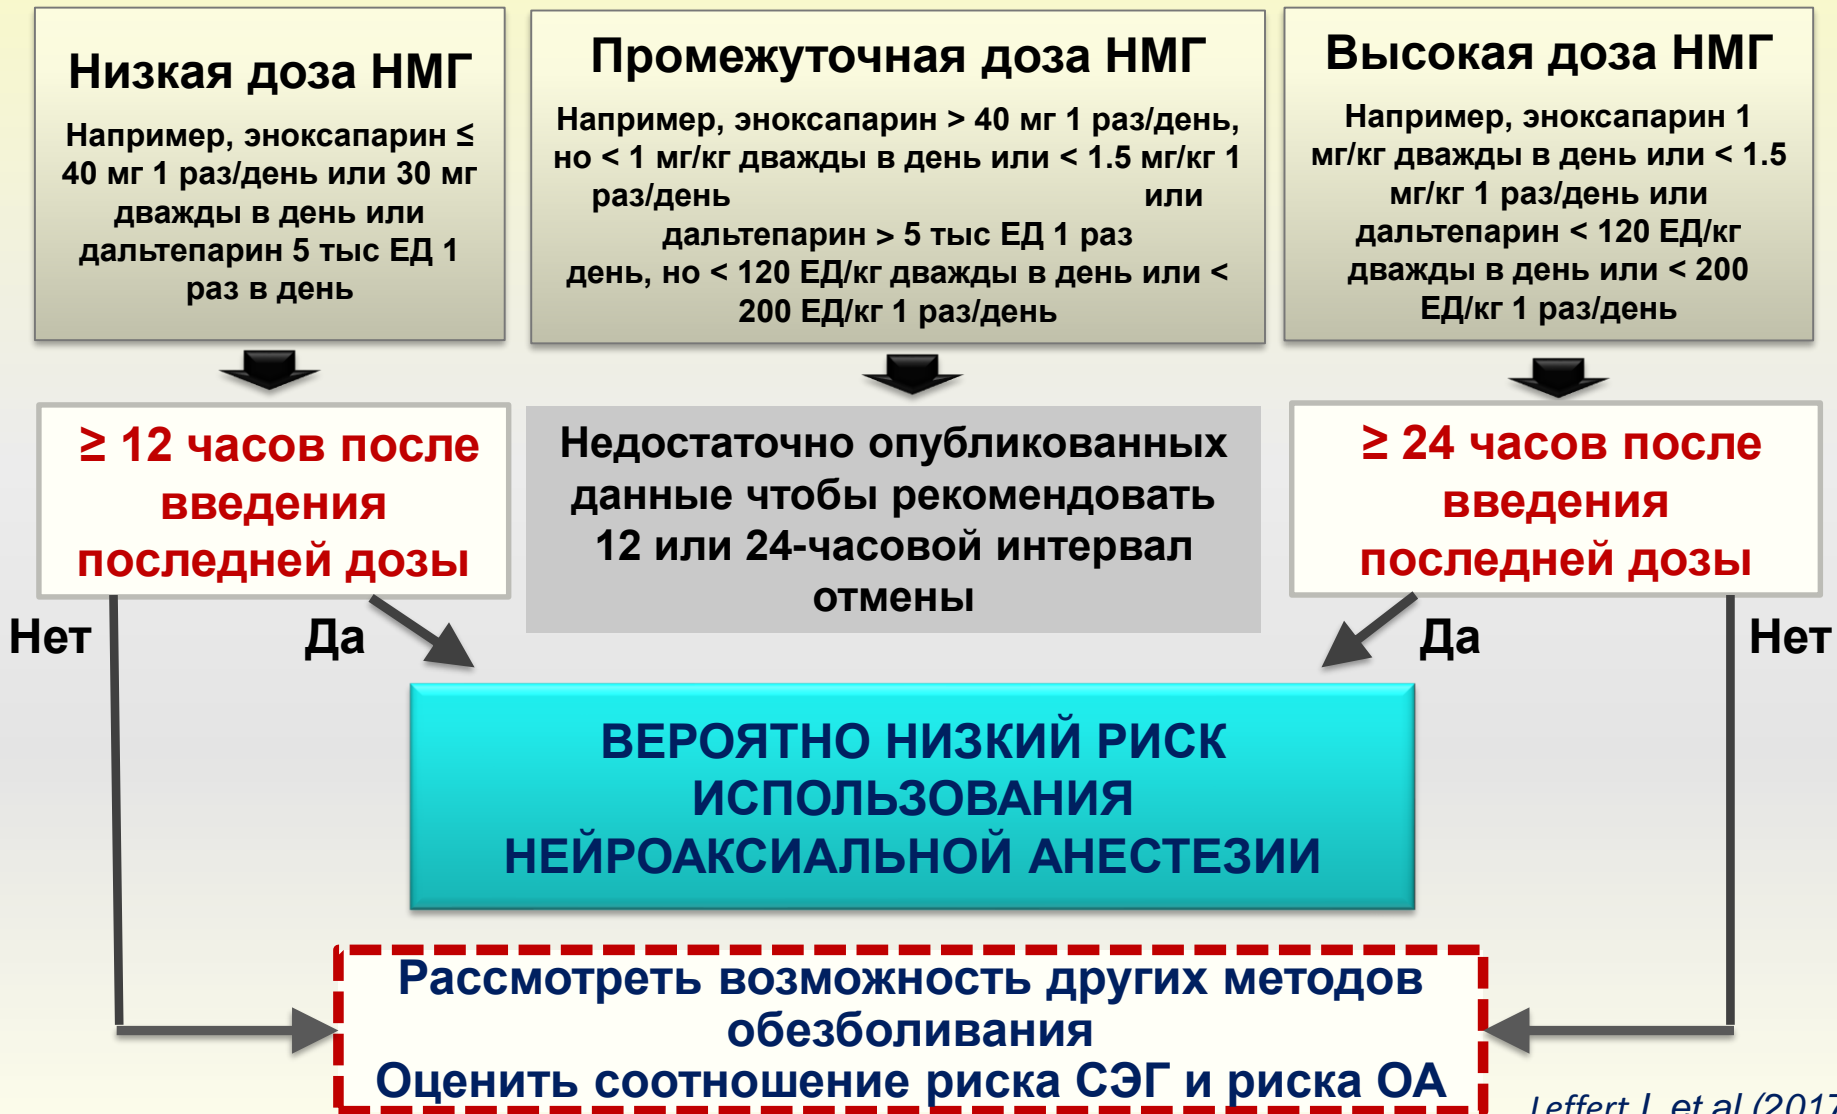 Низкая доза НМГ
Например, эноксапарин ≤
40 мг 1 раз/день или 30 мг
дважды в день или
дальтепарин 5 тыс ЕД 1
раз в день
Промежуточная доза НМГ
Например, эноксапарин > 40 мг 1 раз/день,
но < 1 мг/кг дважды в день или < 1.5 мг/кг 1
раз/день или
дальтепарин > 5 тыс ЕД 1 раз
день, но < 120 ЕД/кг дважды в день или <
200 ЕД/кг 1 раз/день
Высокая доза НМГ
Например, эноксапарин 1
мг/кг дважды в день или < 1.5
мг/кг 1 раз/день или
дальтепарин < 120 ЕД/кг
дважды в день или < 200
ЕД/кг 1 раз/день
≥ 12 часов после
введения
последней дозы
Недостаточно опубликованных
данные чтобы рекомендовать
12 или 24-часовой интервал
отмены
≥ 24 часов после
введения
последней дозы
Нет
Да
Да
Нет
ВЕРОЯТНО НИЗКИЙ РИСК
ИСПОЛЬЗОВАНИЯ
НЕЙРОАКСИАЛЬНОЙ АНЕСТЕЗИИ
Рассмотреть возможность других методов
обезболивания
Оценить соотношение риска СЭГ и риска ОА
Leffert L et al (2017